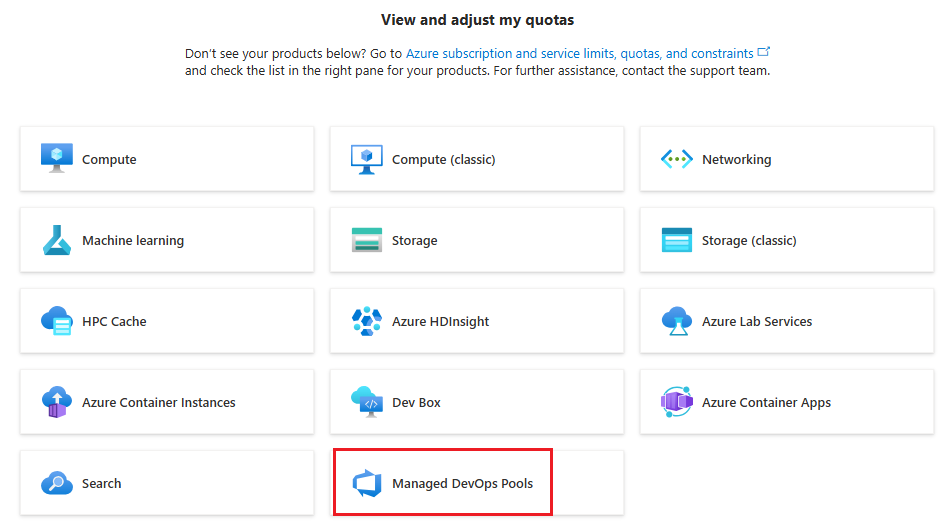 View and adjust my quotas
Don't see your products below? Go to Azure subscription and service limits, quotas, and constraints
and check the list in the right pane for your products. For further assistance, contact the support team.
Compute
Compute (classic)
Networking
Machine learning
Storage
Storage (classic)
HPC Cache
Azure HDInsight
Azure Lab Services
Azure Container Instances
Dev Box
Azure Container Apps
Search
Managed DevOps Pools